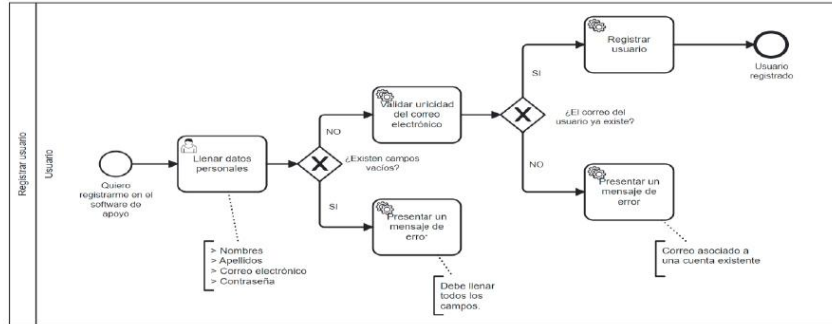 Registrar usuario
Usuario
Quiero
registrarme en el
software de
apoyo
Llenar datos
personales
> Nombres
> Apellidos
> Correo electrónico
> Contraseña
¿Existen campos
vacíos?
NO
SI
Validar unicidad
del correo
electrónico
Presentar un
mensaje de
error
Debe llenar
todos los
campos.
¿El correo del
usuario ya existe?
SI
NO
Registrar
usuario
Usuario
registrado
Presentar un
mensaje de
error
Correo asociado a
una cuenta existente